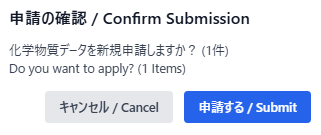 申請の確認 / Confirm Submission
化学物質データを新規申請しますか？ (1件)
Do you want to apply? (1 Items)
キャンセル / Cancel
申請する / Submit